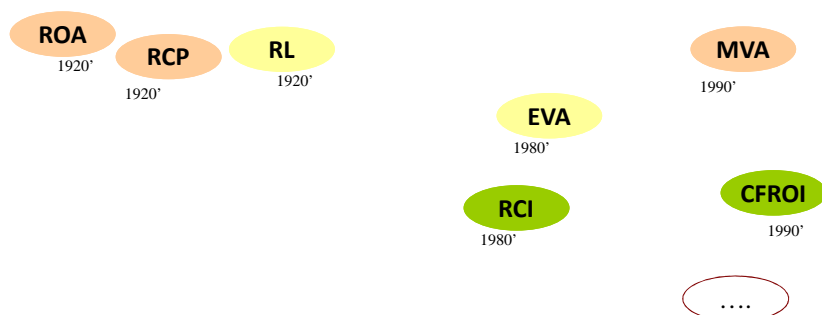 ROA
1920’
RCP
1920’
RL
1920’
MVA
1990’
EVA
1980’
RCI
1980’
CFROI
1990’
....